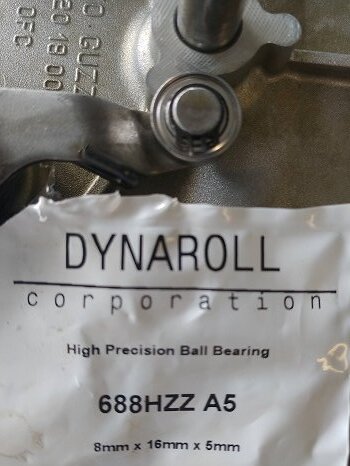 DYNAROLL
corporation
High Precision Ball Bearing
688HZZ A5
8mm x 16mm x 5mm